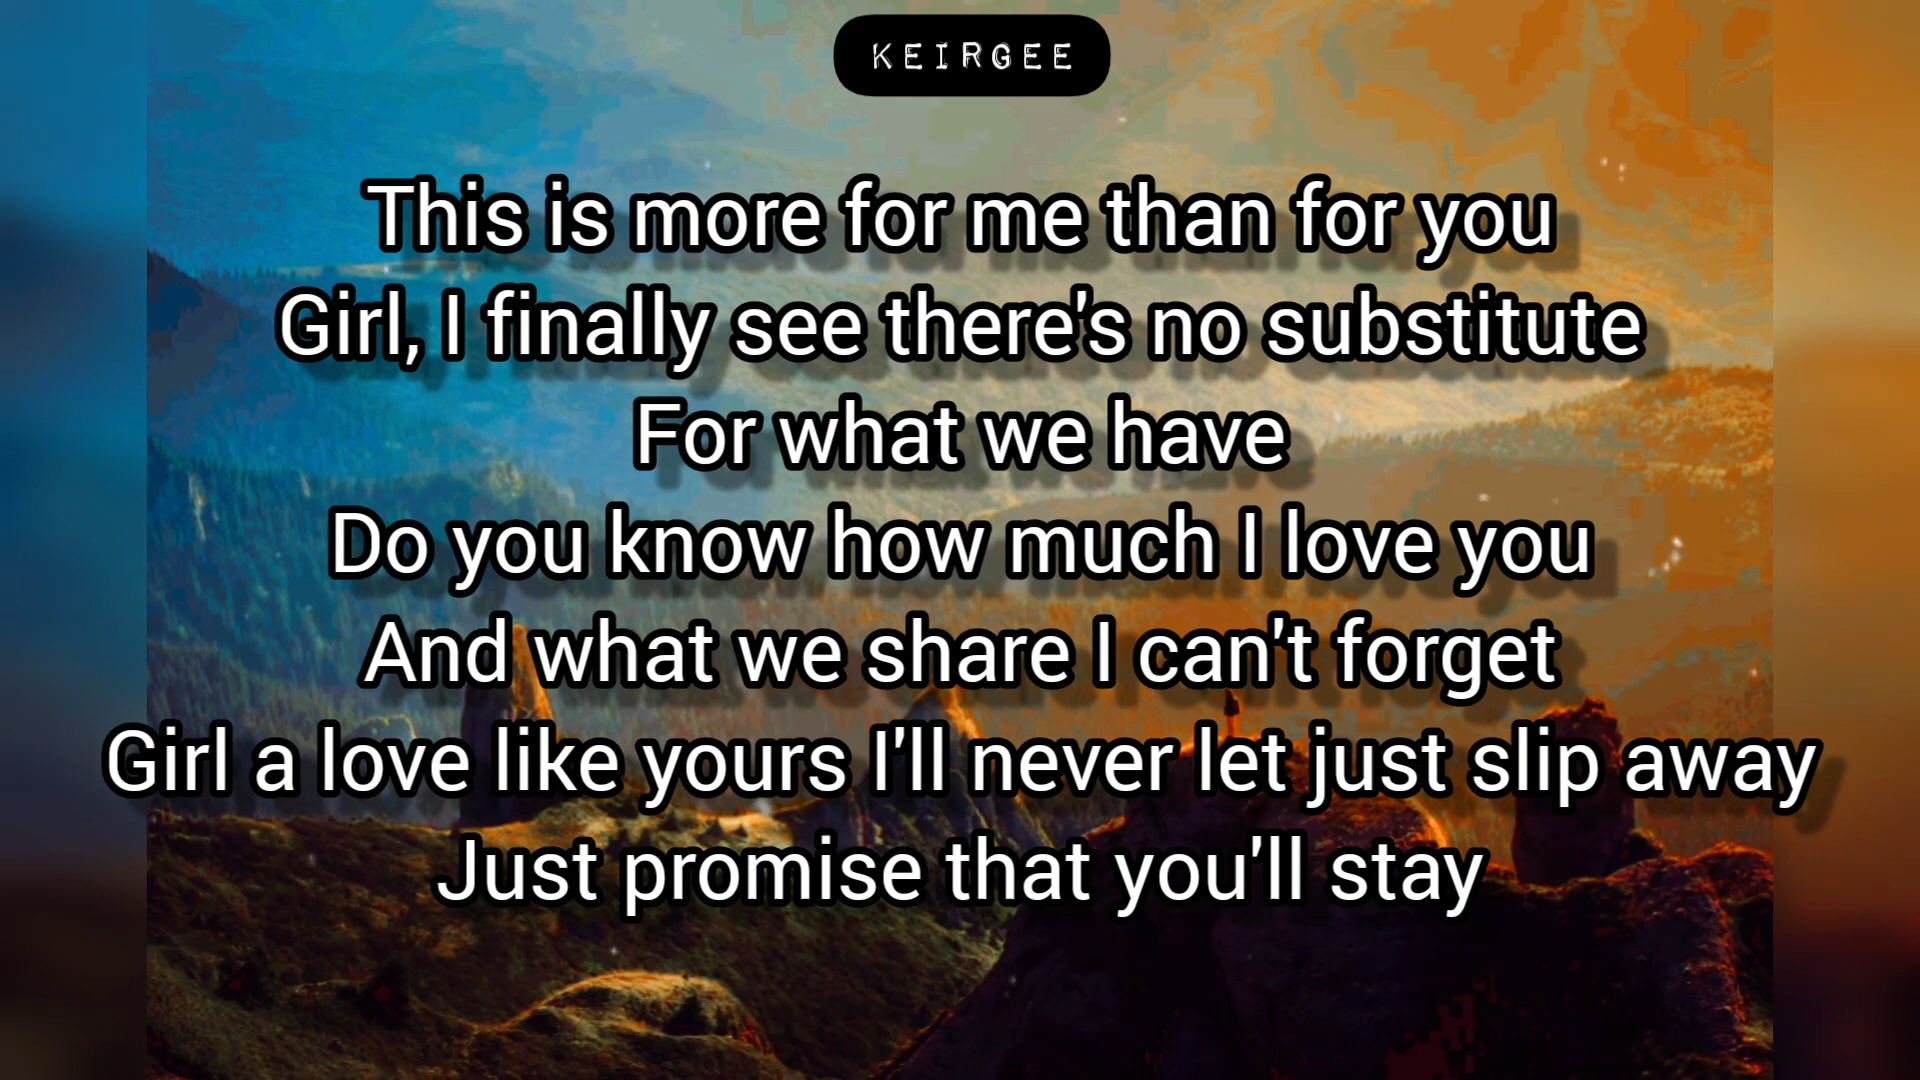 KEIRGEE
This is more for me than for you
Girl, I finally see there's no substitute
For what we have
Do you know how much I love you
And what we share I can't forget
Girl a love like yours I'll never let just slip away
Just promise that you'll stay